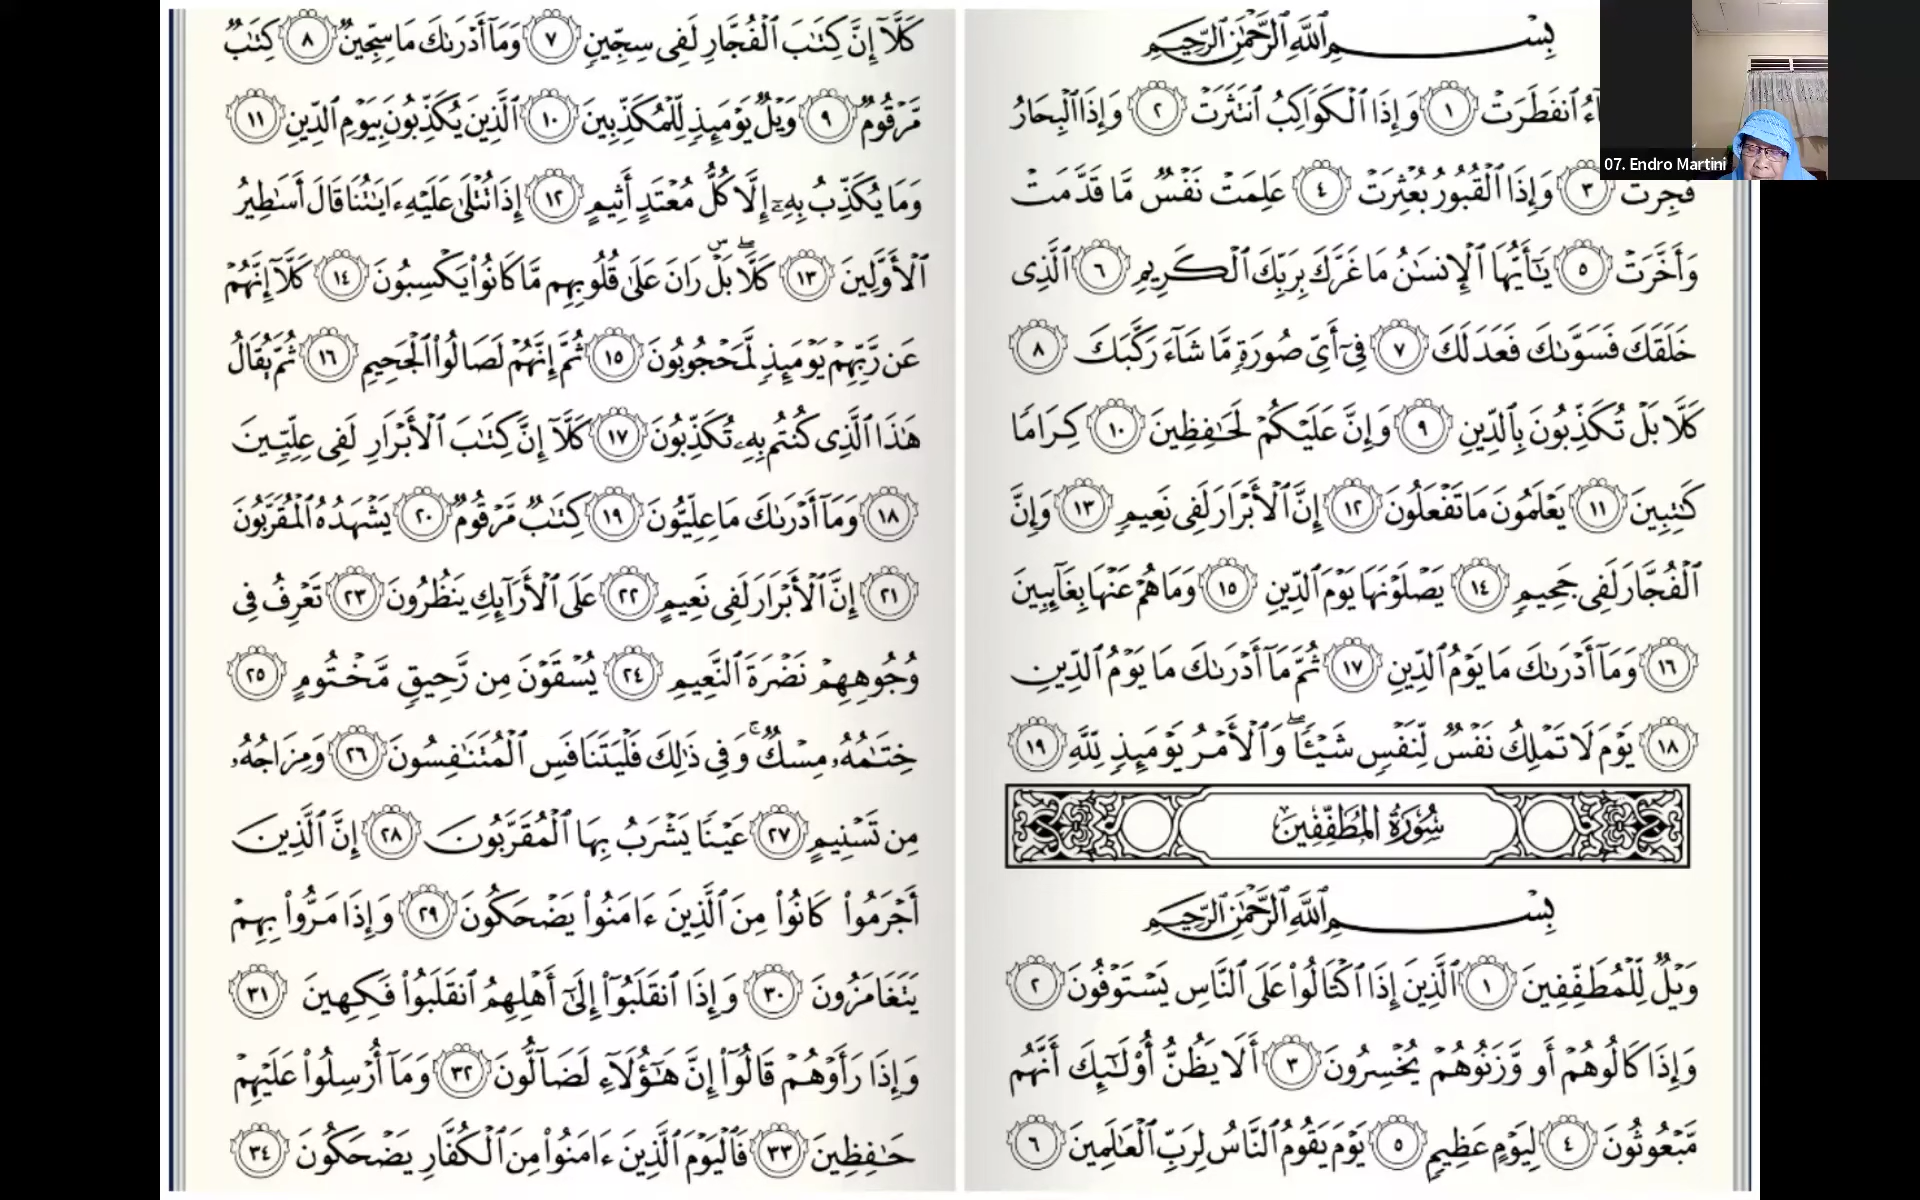 بِسْمِ اللَّهِ الرَّحْمَٰنِ الرَّحِيمِ
ٱنفَطَرَتْ ١ وَإِذَا ٱلْكَوَاكِبُ ٱنتَثَرَتْ ٢ وَإِذَا ٱلْبِحَارُ
فُجِّرَتْ ٣ وَإِذَا ٱلْقُبُورُ بُعْثِرَتْ ٤ عَلِمَتْ نَفْسٌ مَّا قَدَّمَتْ
وَأَخَّرَتْ ٥ يَٰٓأَيُّهَا ٱلْإِنسَٰنُ مَا غَرَّكَ بِرَبِّكَ ٱلْكَرِيمِ ٦ ٱلَّذِى
خَلَقَكَ فَسَوَّىٰكَ فَعَدَلَكَ ٧ فِىٓ أَىِّ صُورَةٍ مَّا شَآءَ رَكَّبَكَ ٨
كَلَّا بَلْ تُكَذِّبُونَ بِٱلدِّينِ ٩ وَإِنَّ عَلَيْكُمْ لَحَٰفِظِينَ ١٠ كِرَامًا
كَٰتِبِينَ ١١ يَعْلَمُونَ مَا تَفْعَلُونَ ١٢ إِنَّ ٱلْأَبْرَارَ لَفِى نَعِيمٍ ١٣ وَإِنَّ
ٱلْفُجَّارَ لَفِى جَحِيمٍ ١٤ يَصْلَوْنَهَا يَوْمَ ٱلدِّينِ ١٥ وَمَا هُمْ عَنْهَا بِغَآئِبِينَ
١٦ وَمَآ أَدْرَىٰكَ مَا يَوْمُ ٱلدِّينِ ١٧ ثُمَّ مَآ أَدْرَىٰكَ مَا يَوْمُ ٱلدِّينِ
١٨ يَوْمَ لَا تَمْلِكُ نَفْسٌ لِّنَفْسٍ شَيْـًٔا ۖ وَٱلْأَمْرُ يَوْمَئِذٍ لِّلَّهِ ١٩
سُورَةُ المُطَفِّفِينَ
بِسْمِ اللَّهِ الرَّحْمَٰنِ الرَّحِيمِ
وَيْلٌ لِّلْمُطَفِّفِينَ ١ ٱلَّذِينَ إِذَا ٱكْتَالُوا۟ عَلَى ٱلنَّاسِ يَسْتَوْفُونَ ٢
وَإِذَا كَالُوهُمْ أَو وَّزَنُوهُمْ يُخْسِرُونَ ٣ أَلَا يَظُنُّ أُو۟لَٰٓئِكَ أَنَّهُم
مَّبْعُوثُونَ ٤ لِيَوْمٍ عَظِيمٍ ٥ يَوْمَ يَقُومُ ٱلنَّاسُ لِرَبِّ ٱلْعَٰلَمِينَ ٦
كَلَّآ إِنَّ كِتَٰبَ ٱلْفُجَّارِ لَفِى سِجِّينٍ ٧ وَمَآ أَدْرَىٰكَ مَا سِجِّينٌ ٨ كِتَٰبٌ
مَّرْقُومٌ ٩ وَيْلٌ يَوْمَئِذٍ لِّلْمُكَذِّبِينَ ١٠ ٱلَّذِينَ يُكَذِّبُونَ بِيَوْمِ ٱلدِّينِ ١١
وَمَا يُكَذِّبُ بِهِۦٓ إِلَّا كُلُّ مُعْتَدٍ أَثِيمٍ ١٢ إِذَا تُتْلَىٰ عَلَيْهِ ءَايَٰتُنَا قَالَ أَسَٰطِيرُ
ٱلْأَوَّلِينَ ١٣ كَلَّا ۖ بَلْ ۜ رَانَ عَلَىٰ قُلُوبِهِم مَّا كَانُوا۟ يَكْسِبُونَ ١٤ كَلَّآ إِنَّهُمْ
عَن رَّبِّهِمْ يَوْمَئِذٍ لَّمَحْجُوبُونَ ١٥ ثُمَّ إِنَّهُمْ لَصَالُوا۟ ٱلْجَحِيمِ ١٦ ثُمَّ يُقَالُ
هَٰذَا ٱلَّذِى كُنتُم بِهِۦ تُكَذِّبُونَ ١٧ كَلَّآ إِنَّ كِتَٰبَ ٱلْأَبْرَارِ لَفِى عِلِّيِّينَ
١٨ وَمَآ أَدْرَىٰكَ مَا عِلِّيُّونَ ١٩ كِتَٰبٌ مَّرْقُومٌ ٢٠ يَشْهَدُهُ ٱلْمُقَرَّبُونَ
٢١ إِنَّ ٱلْأَبْرَارَ لَفِى نَعِيمٍ ٢٢ عَلَى ٱلْأَرَآئِكِ يَنظُرُونَ ٢٣ تَعْرِفُ فِى
وُجُوهِهِمْ نَضْرَةَ ٱلنَّعِيمِ ٢٤ يُسْقَوْنَ مِن رَّحِيقٍ مَّخْتُومٍ ٢٥
خِتَٰمُهُۥ مِسْكٌ ۚ وَفِى ذَٰلِكَ فَلْيَتَنَافَسِ ٱلْمُتَنَٰفِسُونَ ٢٦ وَمِزَاجُهُۥ
مِن تَسْنِيمٍ ٢٧ عَيْنًا يَشْرَبُ بِهَا ٱلْمُقَرَّبُونَ ٢٨ إِنَّ ٱلَّذِينَ
أَجْرَمُوا۟ كَانُوا۟ مِنَ ٱلَّذِينَ ءَامَنُوا۟ يَضْحَكُونَ ٢٩ وَإِذَا مَرُّوا۟ بِهِمْ
يَتَغَامَزُونَ ٣٠ وَإِذَا ٱنقَلَبُوٓا۟ إِلَىٰٓ أَهْلِهِمُ ٱنقَلَبُوا۟ فَكِهِينَ ٣١
وَإِذَا رَأَوْهُمْ قَالُوٓا۟ إِنَّ هَٰٓؤُلَآءِ لَضَآلُّونَ ٣٢ وَمَآ أُرْسِلُوا۟ عَلَيْهِمْ
حَٰفِظِينَ ٣٣ فَٱلْيَوْمَ ٱلَّذِينَ ءَامَنُوا۟ مِنَ ٱلْكُفَّارِ يَضْحَكُونَ ٣٤
07. Endro Martini